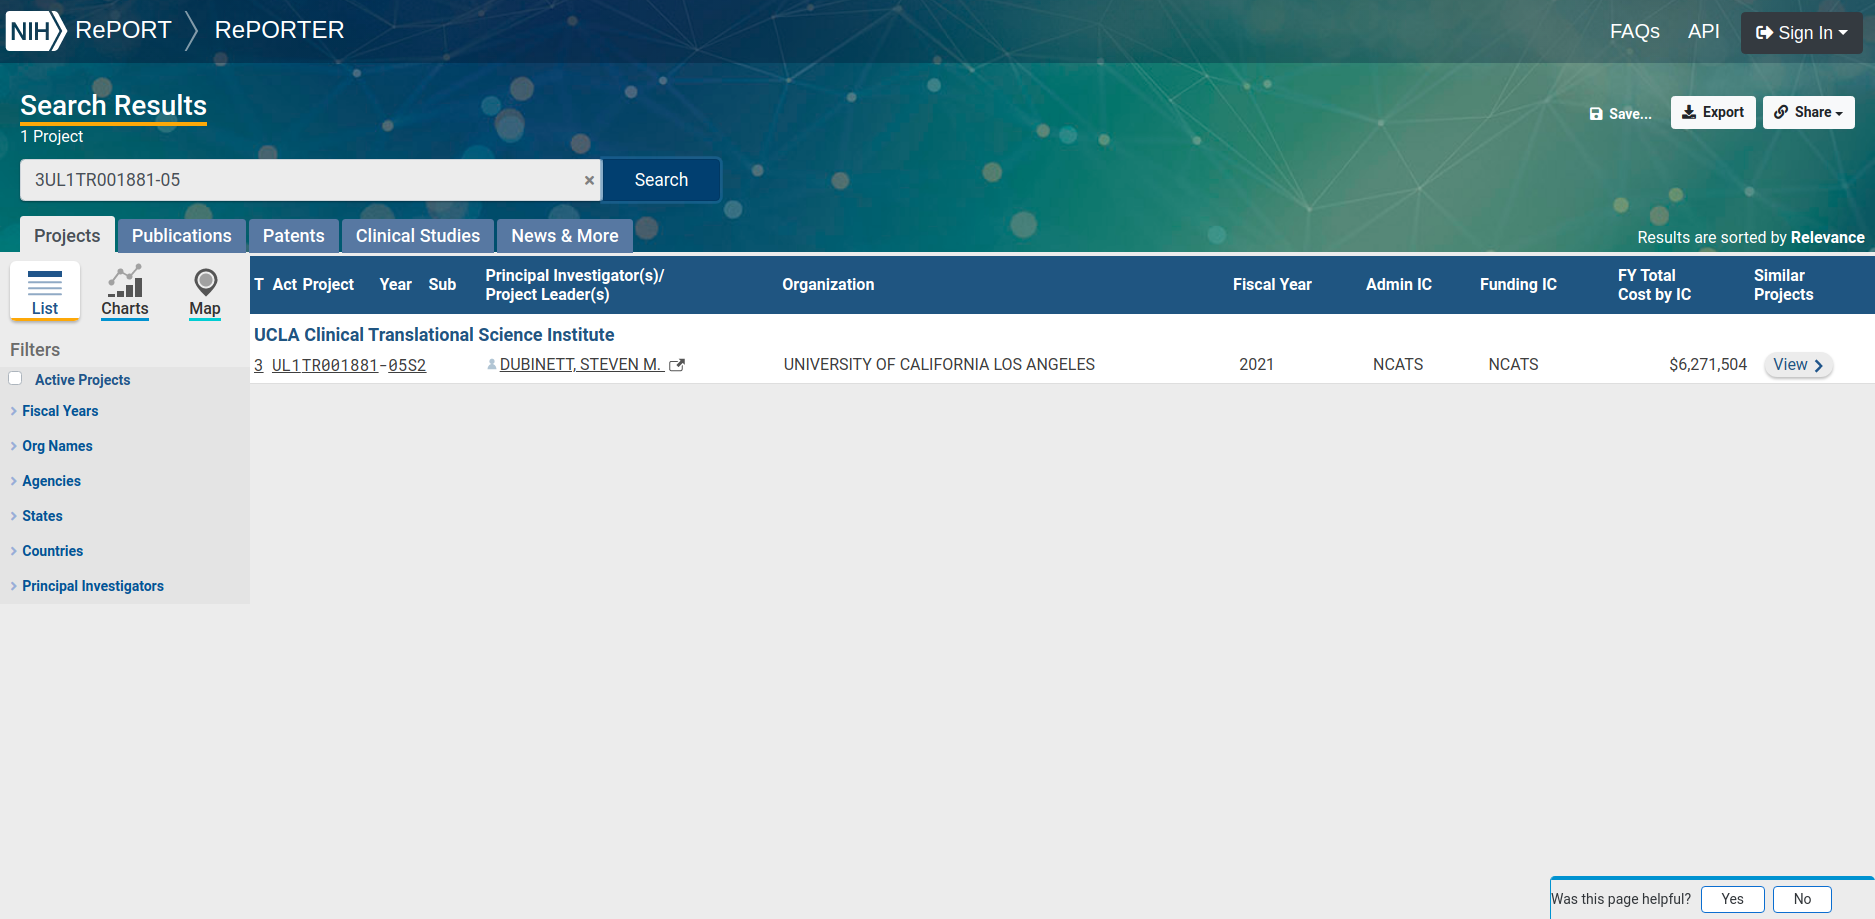 NIH RePORT RePORTER FAQs API Sign In
Search Results
1 Project
Save... Export Share
3UL1TR001881-05 × Search
Projects Publications Patents Clinical Studies News & More
Results are sorted by Relevance
List Charts Map
Filters
Active Projects
Fiscal Years
Org Names
Agencies
States
Countries
Principal Investigators
T Act Project Year Sub Principal Investigator(s)/ Organization Fiscal Year Admin IC Funding IC FY Total Similar
Project Leader(s) Cost by IC Projects
UCLA Clinical Translational Science Institute
3 UL1TR001881-05S2 DUBINETT, STEVEN M. UNIVERSITY OF CALIFORNIA LOS ANGELES 2021 NCATS NCATS $6,271,504 View
Was this page helpful? Yes No